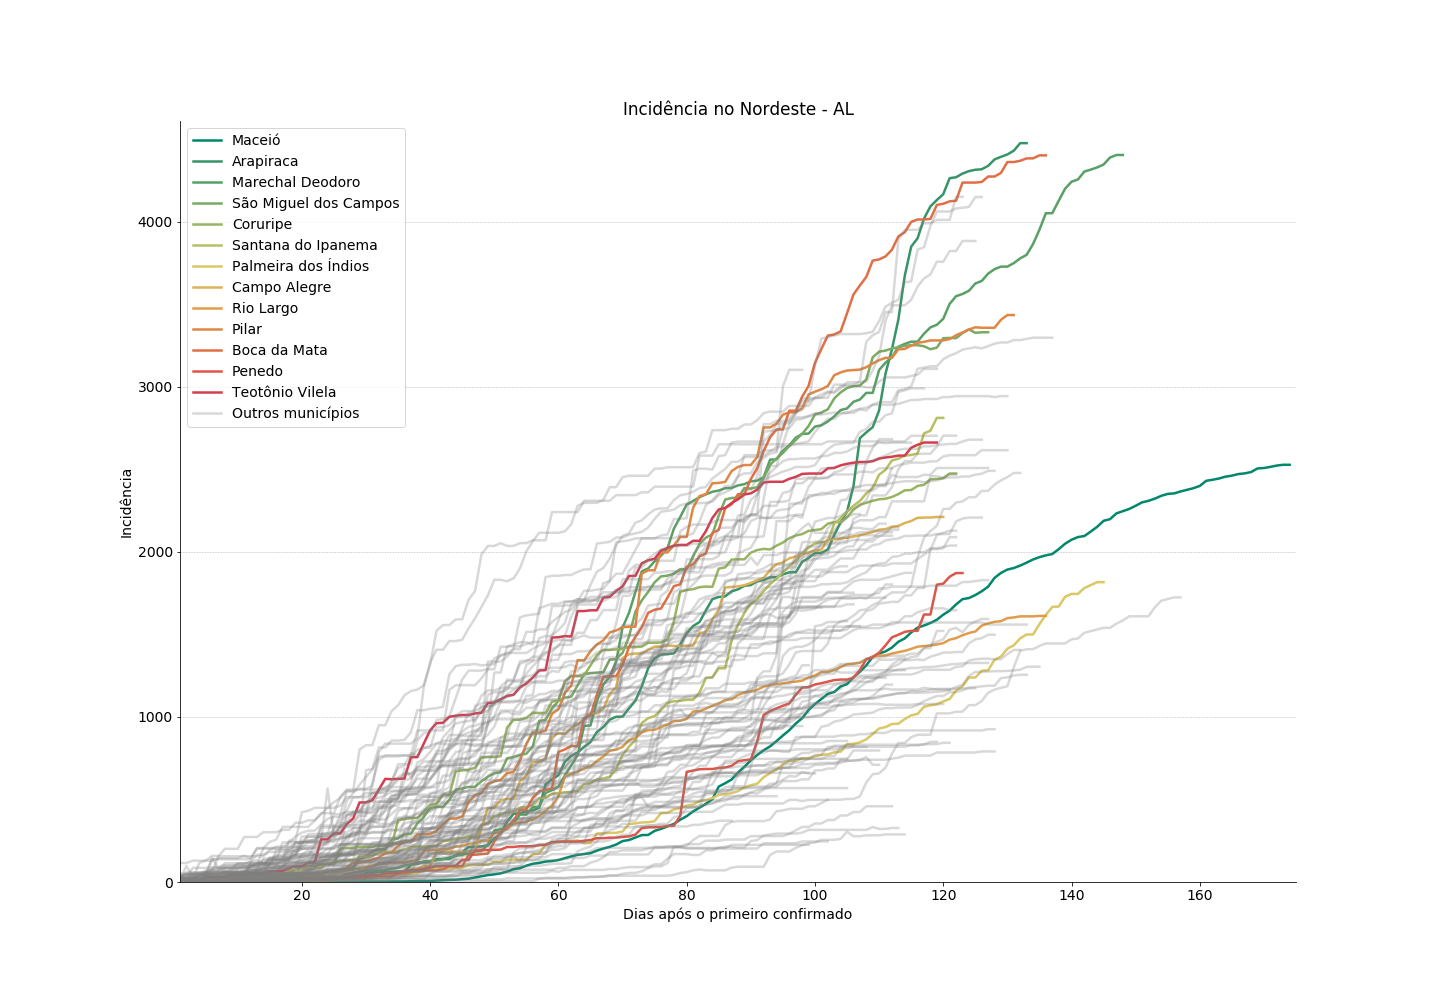 Incidência no Nordeste - AL
Maceió
Arapiraca
Marechal Deodoro
São Miguel dos Campos
Coruripe
Santana do Ipanema
Palmeira dos Índios
Campo Alegre
Rio Largo
Pilar
Boca da Mata
Penedo
Teotônio Vilela
Outros municípios
Incidência
4000
3000
2000
1000
0
20 40 60 80 100 120 140 160
Dias após o primeiro confirmado